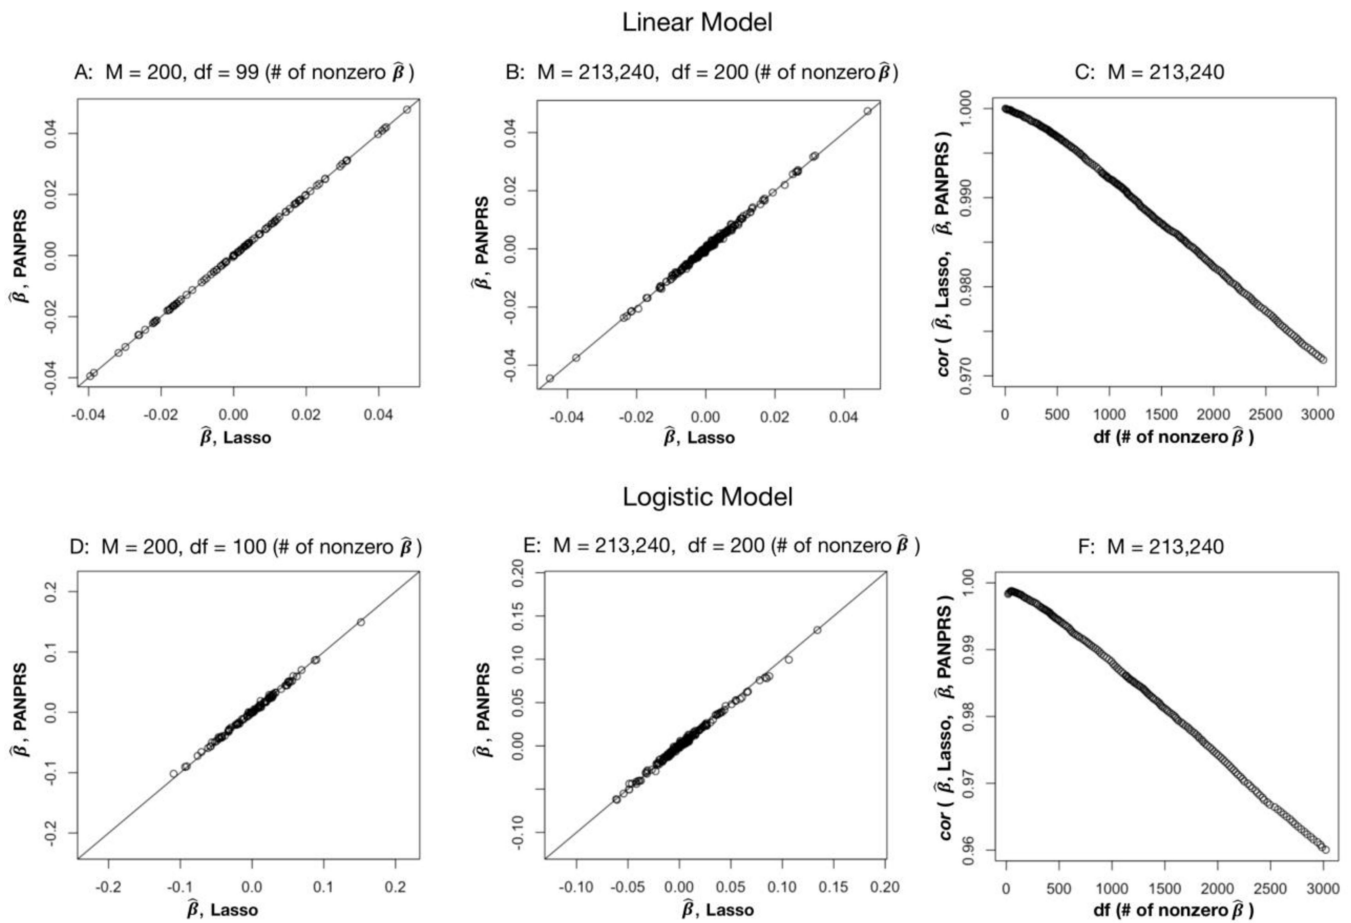 Linear Model
A: M = 200, df = 99 (# of nonzero β̂ )
B: M = 213,240, df = 200 (# of nonzero β̂ )
C: M = 213,240
β̂, PANPRS
-0.04 -0.02 0.00 0.02 0.04
-0.04 -0.02 0.00 0.02 0.04
β̂, Lasso
β̂, PANPRS
-0.04 -0.02 0.00 0.02 0.04
-0.04 -0.02 0.00 0.02 0.04
β̂, Lasso
cor ( β̂, Lasso, β̂, PANPRS )
0.970 0.980 0.990 1.000
0 500 1000 1500 2000 2500 3000
df (# of nonzero β̂ )
Logistic Model
D: M = 200, df = 100 (# of nonzero β̂ )
E: M = 213,240, df = 200 (# of nonzero β̂ )
F: M = 213,240
β̂, PANPRS
-0.2 -0.1 0.0 0.1 0.2
-0.2 -0.1 0.0 0.1 0.2
β̂, Lasso
β̂, PANPRS
-0.10 0.00 0.05 0.10 0.15 0.20
-0.10 -0.05 0.00 0.05 0.10 0.15 0.20
β̂, Lasso
cor ( β̂, Lasso, β̂, PANPRS )
0.96 0.97 0.98 0.99 1.00
0 500 1000 1500 2000 2500 3000
df (# of nonzero β̂ )